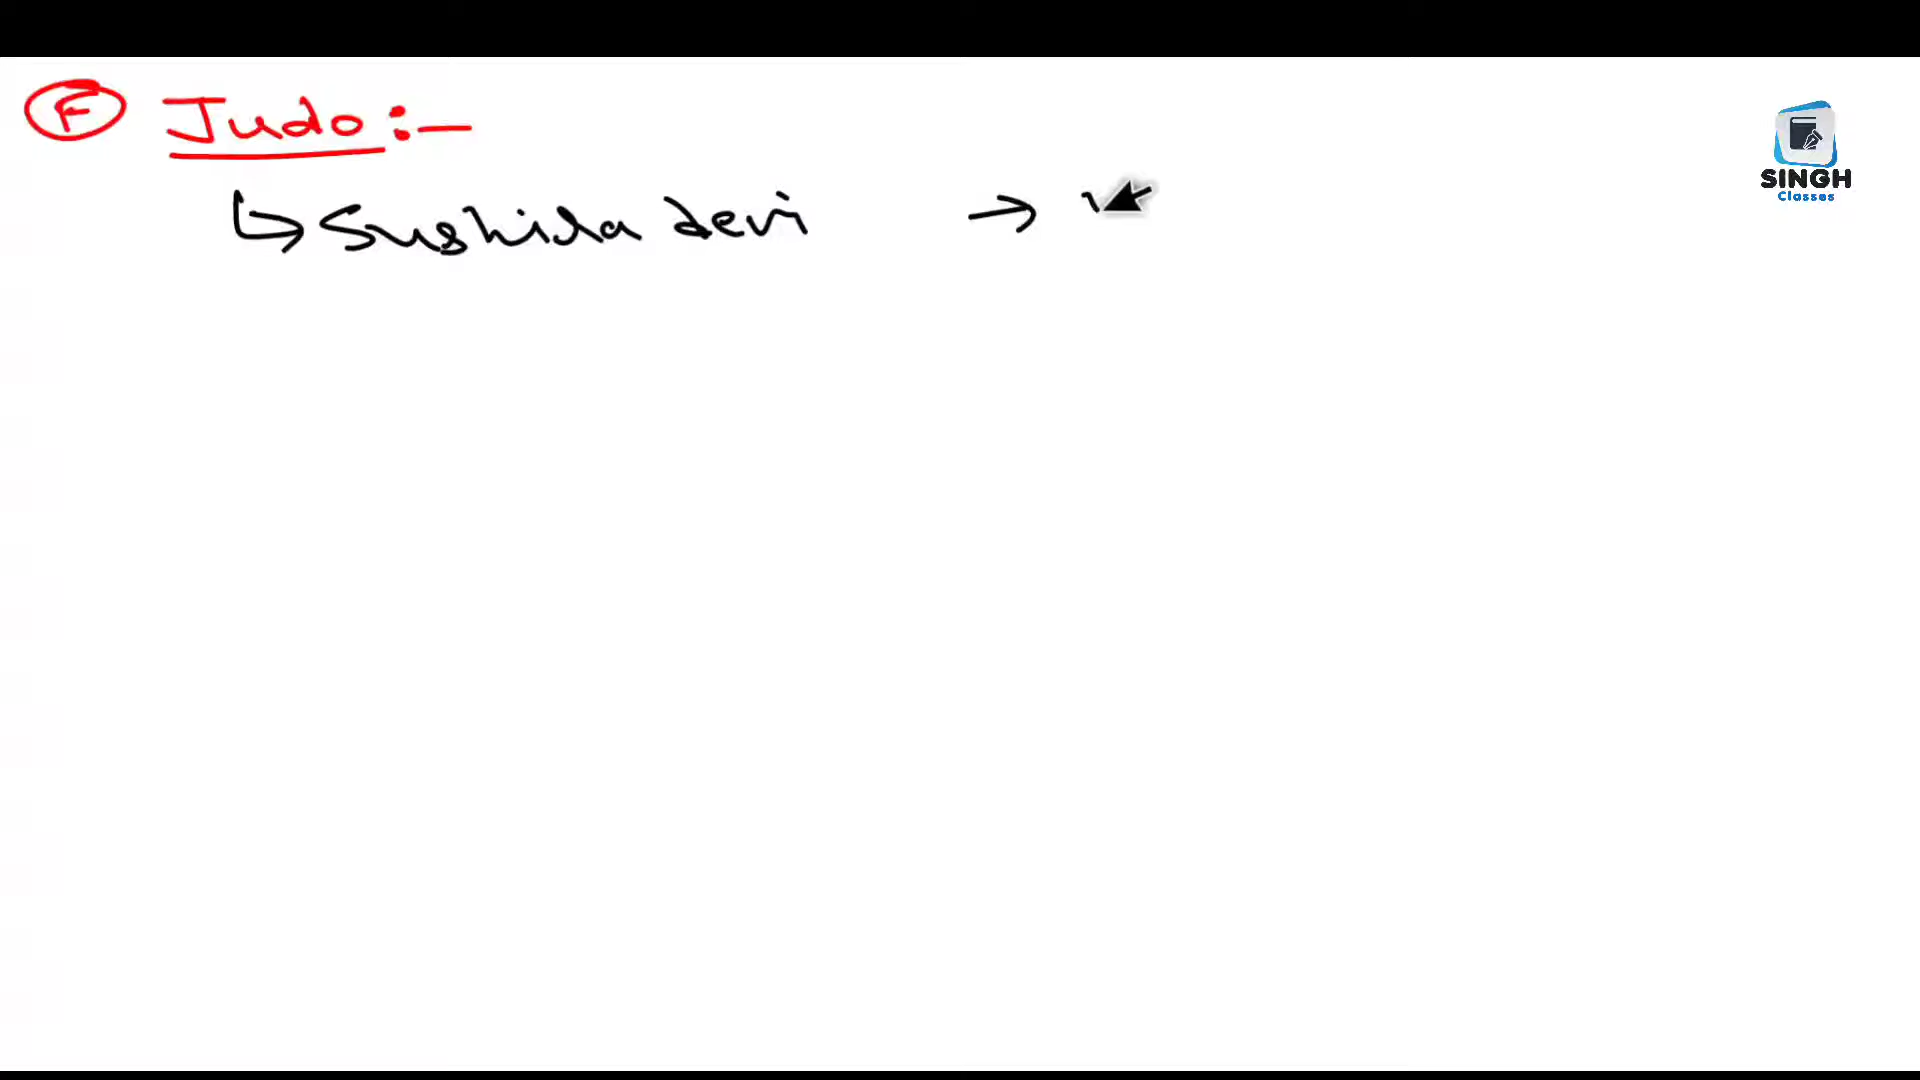 F Judo :-
↳ Sushila devi →
SINGH
Classes